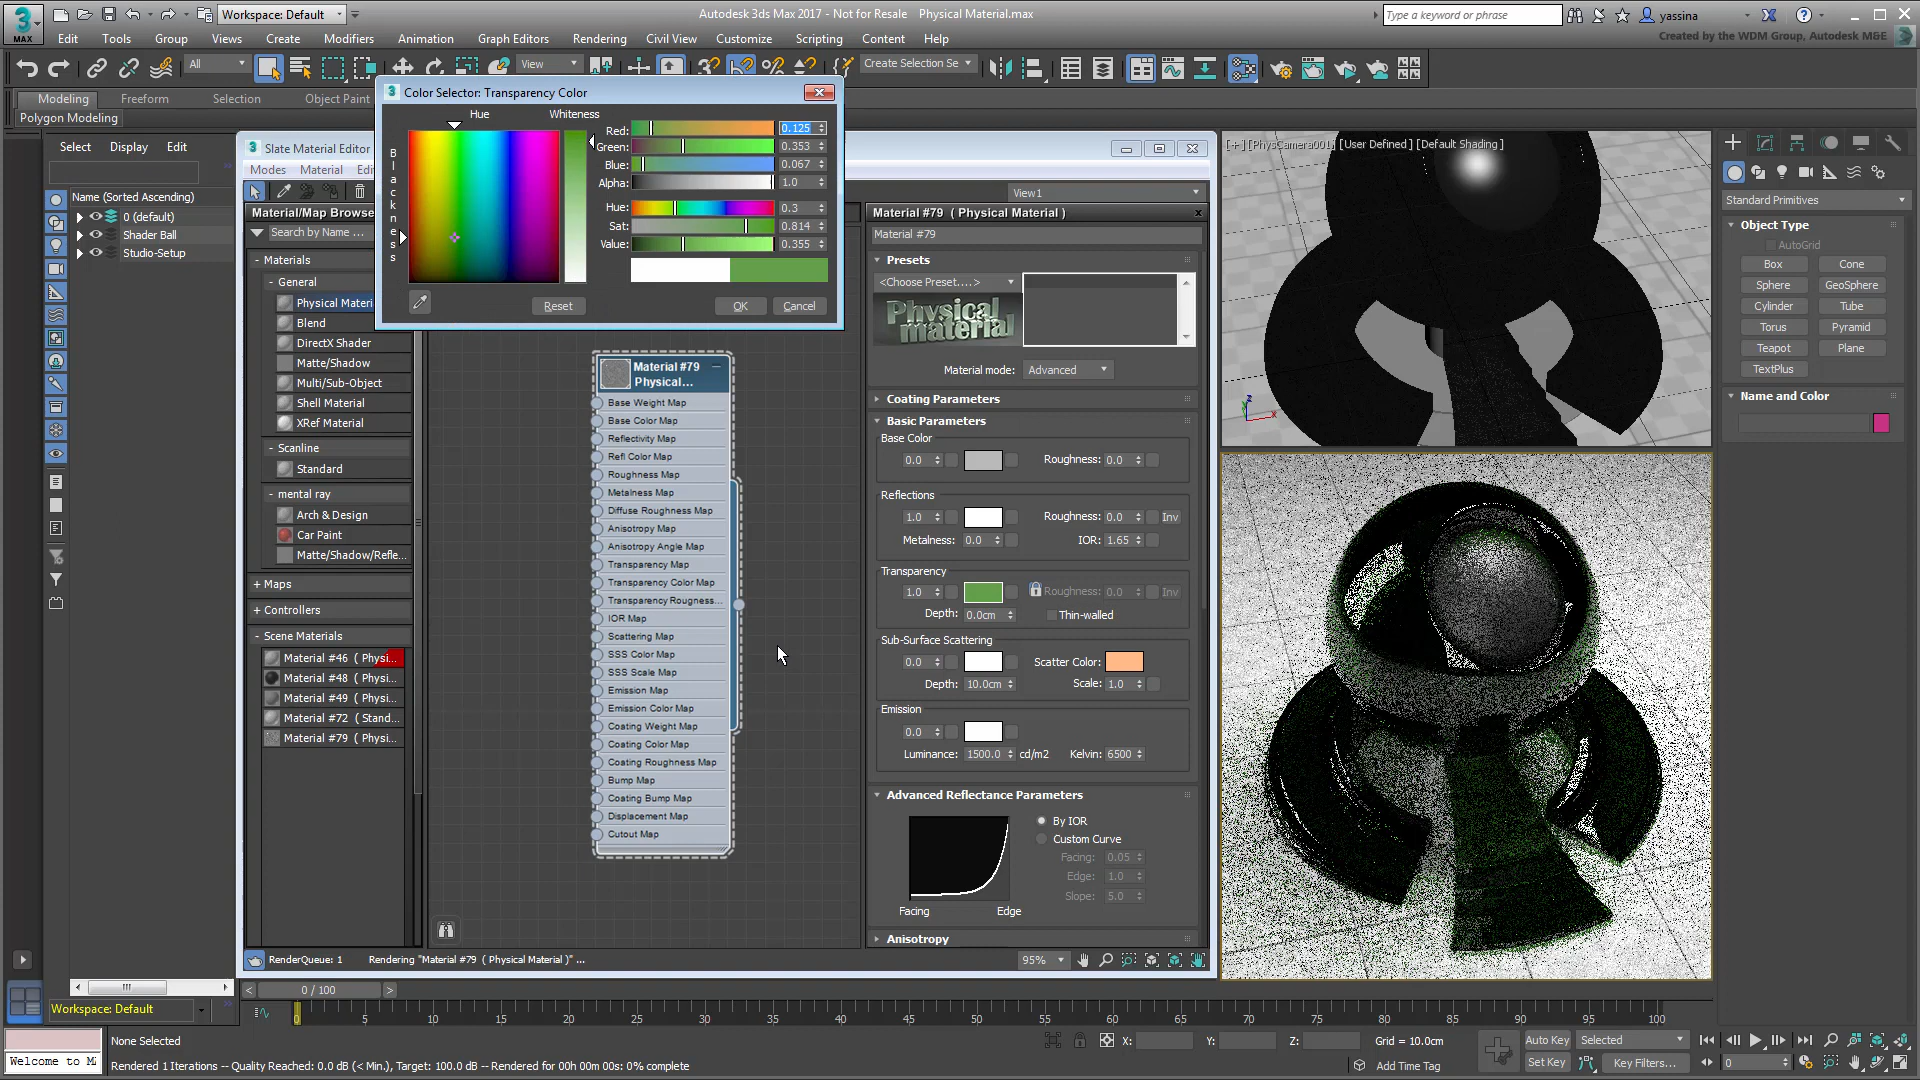 3
MAX
Workspace: Default
Autodesk 3ds Max 2017 - Not for Resale Physical Material.max
Type a keyword or phrase
yassina
Edit Tools Group Views Create Modifiers Animation Graph Editors Rendering Civil View Customize Scripting Content Help
Created by the WDM Group, Autodesk M&E
All
View
Create Selection Se
Modeling Freeform Selection Object Paint
Polygon Modeling
Select Display Edit
Name (Sorted Ascending)
0 (default)
Shader Ball
Studio-Setup
Color Selector: Transparency Color
Hue
Whiteness
Blackness
Red: 0.125
Green: 0.353
Blue: 0.067
Alpha: 1.0
Hue: 0.3
Sat: 0.814
Value: 0.355
Reset
OK
Cancel
Slate Material Editor
Modes Material Edi
Material/Map Browse
Search by Name ...
- Materials
- General
Physical Materi
Blend
DirectX Shader
Matte/Shadow
Multi/Sub-Object
Shell Material
XRef Material
- Scanline
Standard
- mental ray
Arch & Design
Car Paint
Matte/Shadow/Refle...
+ Maps
+ Controllers
- Scene Materials
Material #46 ( Physi...
Material #48 ( Physi...
Material #49 ( Physi...
Material #72 ( Stand...
Material #79 ( Physi...
Material #79
Physical...
Base Weight Map
Base Color Map
Reflectivity Map
Refl Color Map
Roughness Map
Metalness Map
Diffuse Roughness Map
Anisotropy Map
Anisotropy Angle Map
Transparency Map
Transparency Color Map
Transparency Rougness...
IOR Map
Scattering Map
SSS Color Map
SSS Scale Map
Emission Map
Emission Color Map
Coating Weight Map
Coating Color Map
Coating Roughness Map
Bump Map
Coating Bump Map
Displacement Map
Cutout Map
View1
Material #79 ( Physical Material )
x
Material #79
Presets
<Choose Preset....>
Physical
material
Material mode: Advanced
Coating Parameters
Basic Parameters
Base Color
0.0 Roughness: 0.0
Reflections
1.0 Roughness: 0.0 Inv
Metalness: 0.0 IOR: 1.65
Transparency
1.0 Roughness: 0.0 Inv
Depth: 0.0cm Thin-walled
Sub-Surface Scattering
0.0 Scatter Color:
Depth: 10.0cm Scale: 1.0
Emission
0.0
Luminance: 1500.0 cd/m2 Kelvin: 6500
Advanced Reflectance Parameters
By IOR
Custom Curve
Facing: 0.05
Edge: 1.0
Slope: 5.0
Facing Edge
Anisotropy
RenderQueue: 1 Rendering "Material #79 ( Physical Material )" ...
95%
[+] [PhysCamera001] [User Defined ] [Default Shading ]
z
x
Standard Primitives
Object Type
AutoGrid
Box Cone
Sphere GeoSphere
Cylinder Tube
Torus Pyramid
Teapot Plane
TextPlus
Name and Color
0 / 100
Workspace: Default
0 5 10 15 20 25 30 35 40 45 50 55 60 65 70 75 80 85 90 95 100
None Selected
X: Y: Z: Grid = 10.0cm
Auto Key Selected
Welcome to M
Rendered 1 Iterations -- Quality: 0.0 dB (< Min.), Target: 100.0 dB -- Rendered for 00h 00m 00s: 0% complete
Add Time Tag
Set Key Key Filters...
0